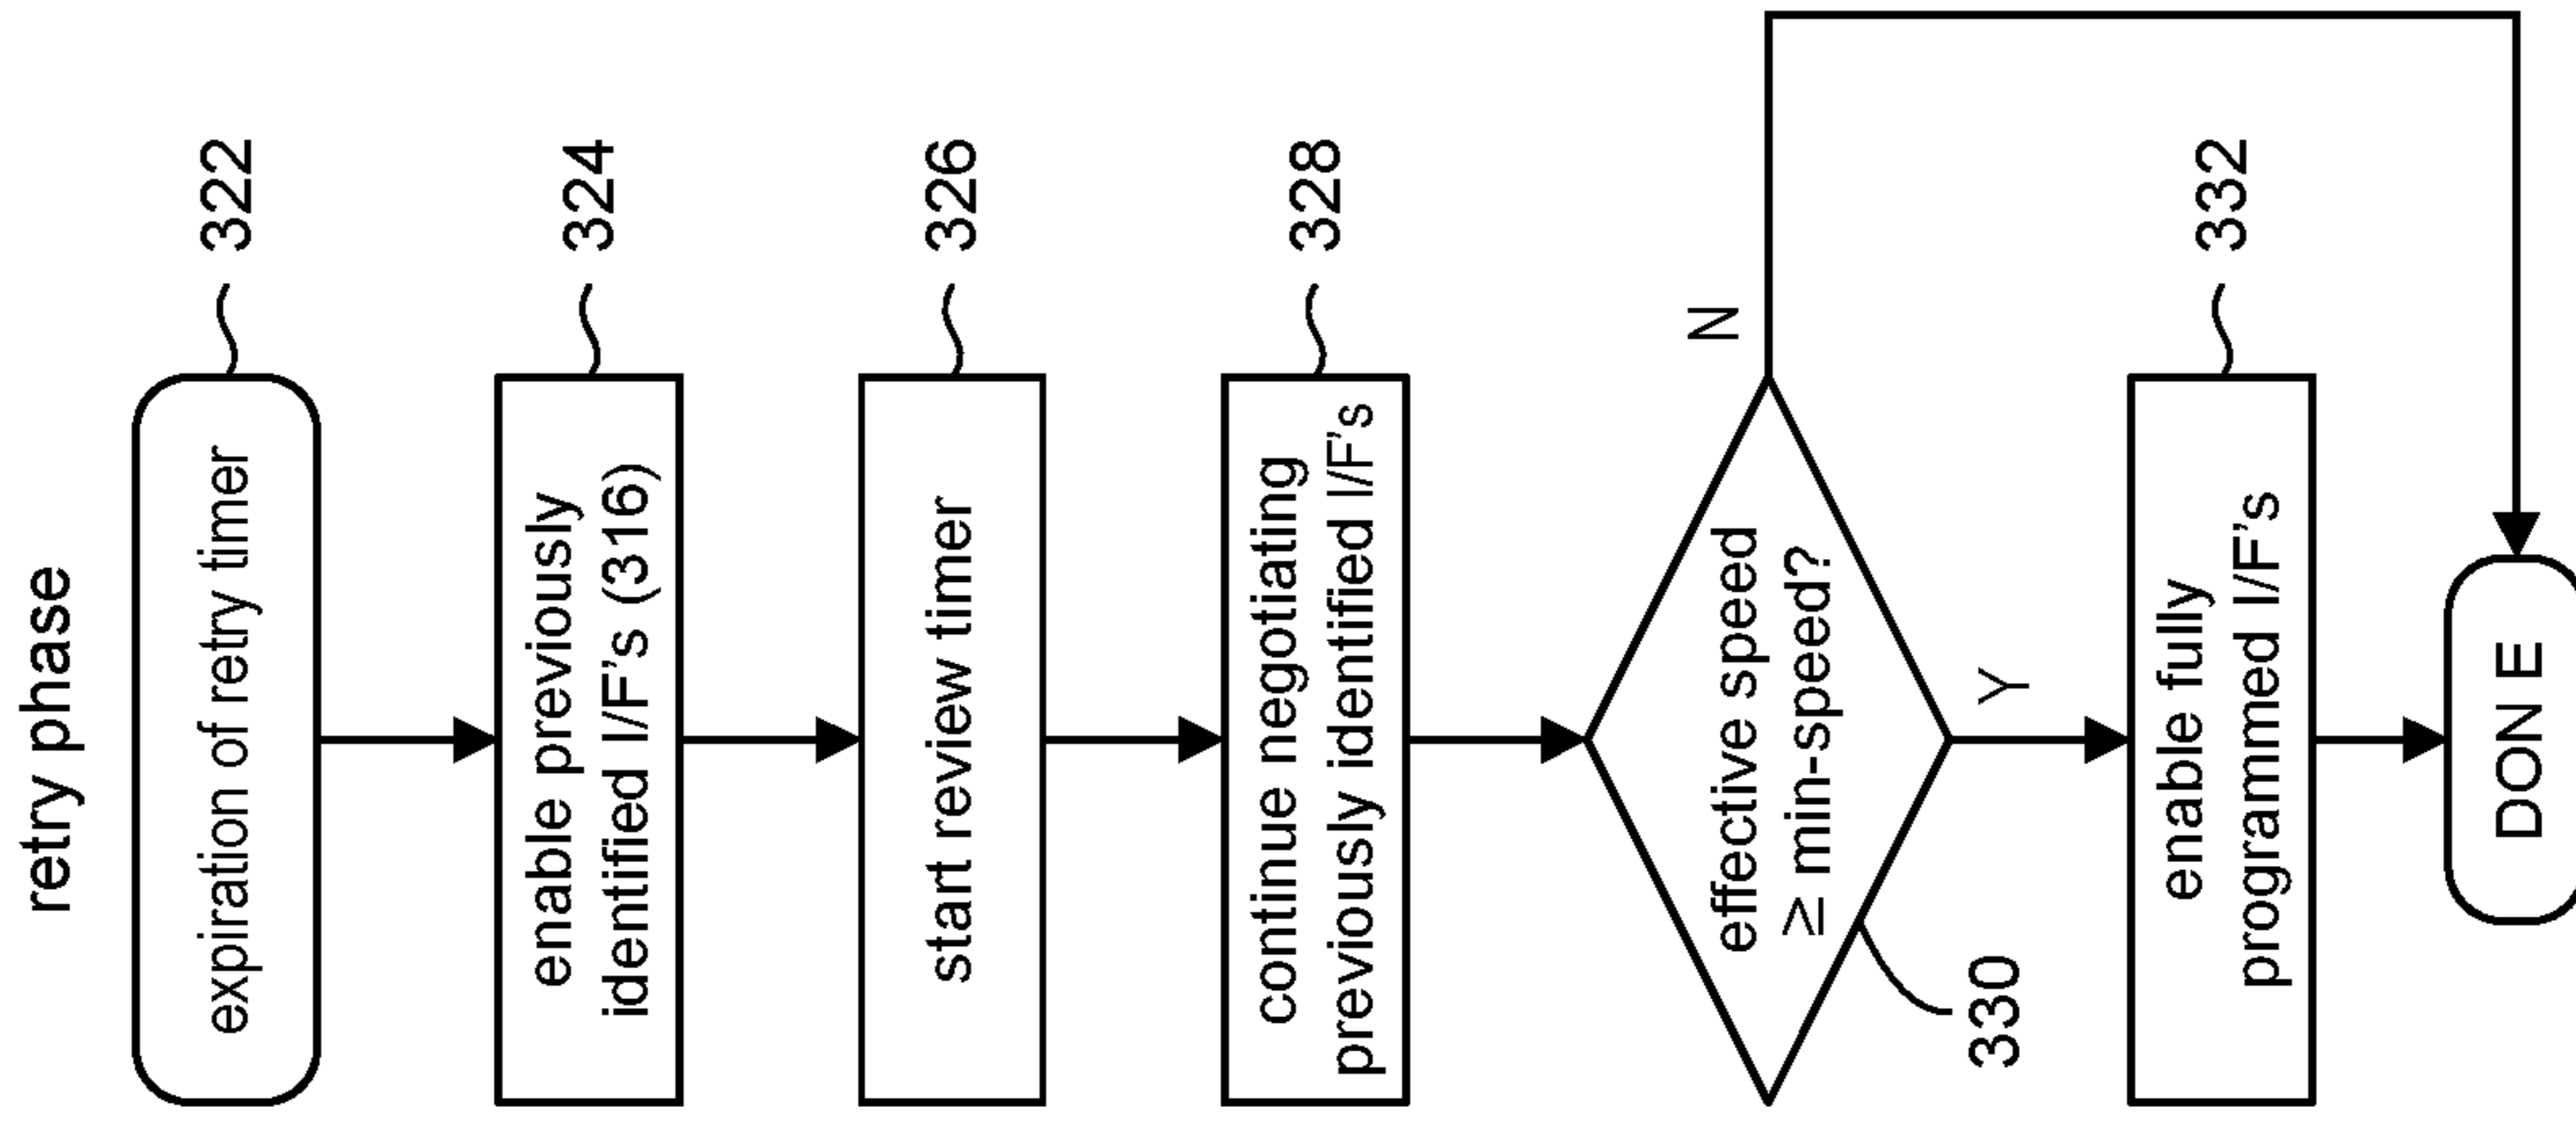 retry phase
expiration of retry timer
322
enable previously
identified I/F's (316)
324
start review timer
326
continue negotiating
previously identified I/F's
328
effective speed
≥ min-speed?
330
N
Y
enable fully
programmed I/F's
332
DON E